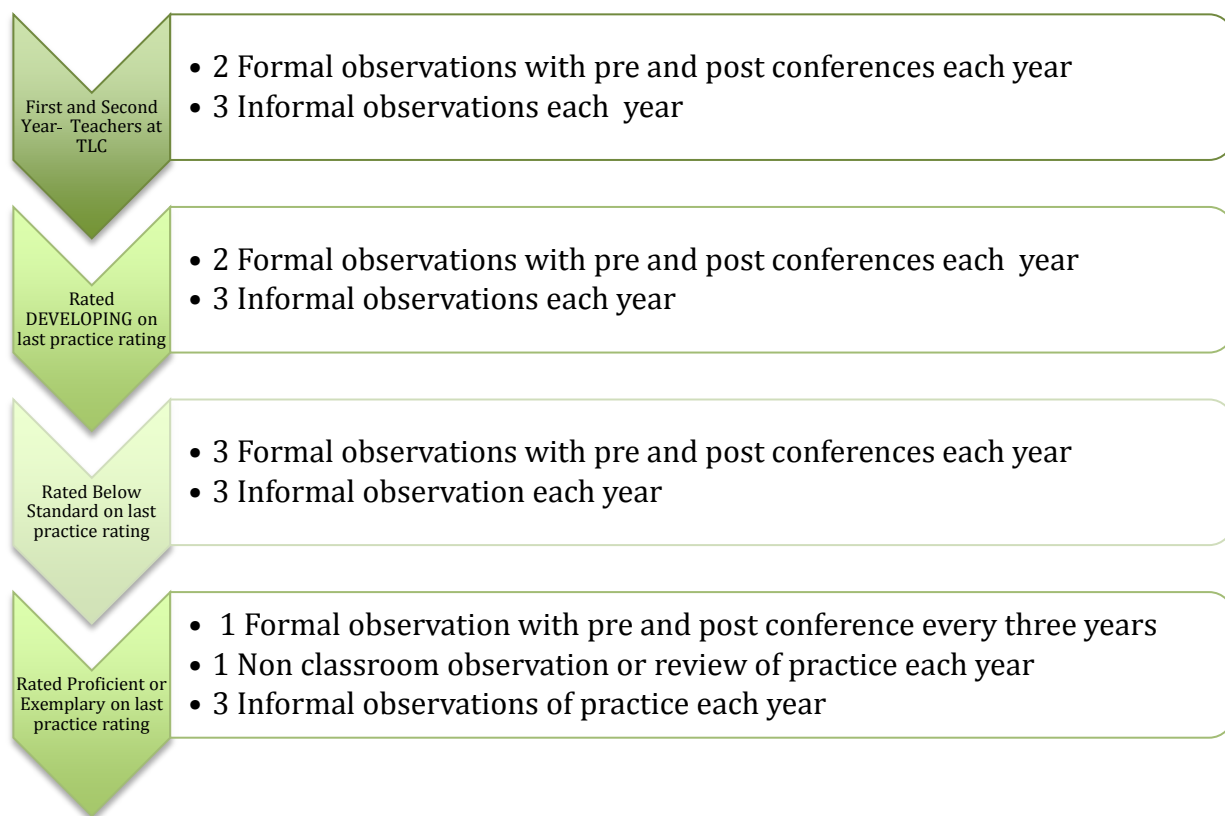 First and Second
Year- Teachers at
TLC
• 2 Formal observations with pre and post conferences each year
• 3 Informal observations each  year
Rated
DEVELOPING on
last practice rating
• 2 Formal observations with pre and post conferences each  year
• 3 Informal observations each year
Rated Below
Standard on last
practice rating
• 3 Formal observations with pre and post conferences each year
• 3 Informal observation each year
Rated Proficient or
Exemplary on last
practice rating
•  1 Formal observation with pre and post conference every three years
• 1 Non classroom observation or review of practice each year
• 3 Informal observations of practice each year